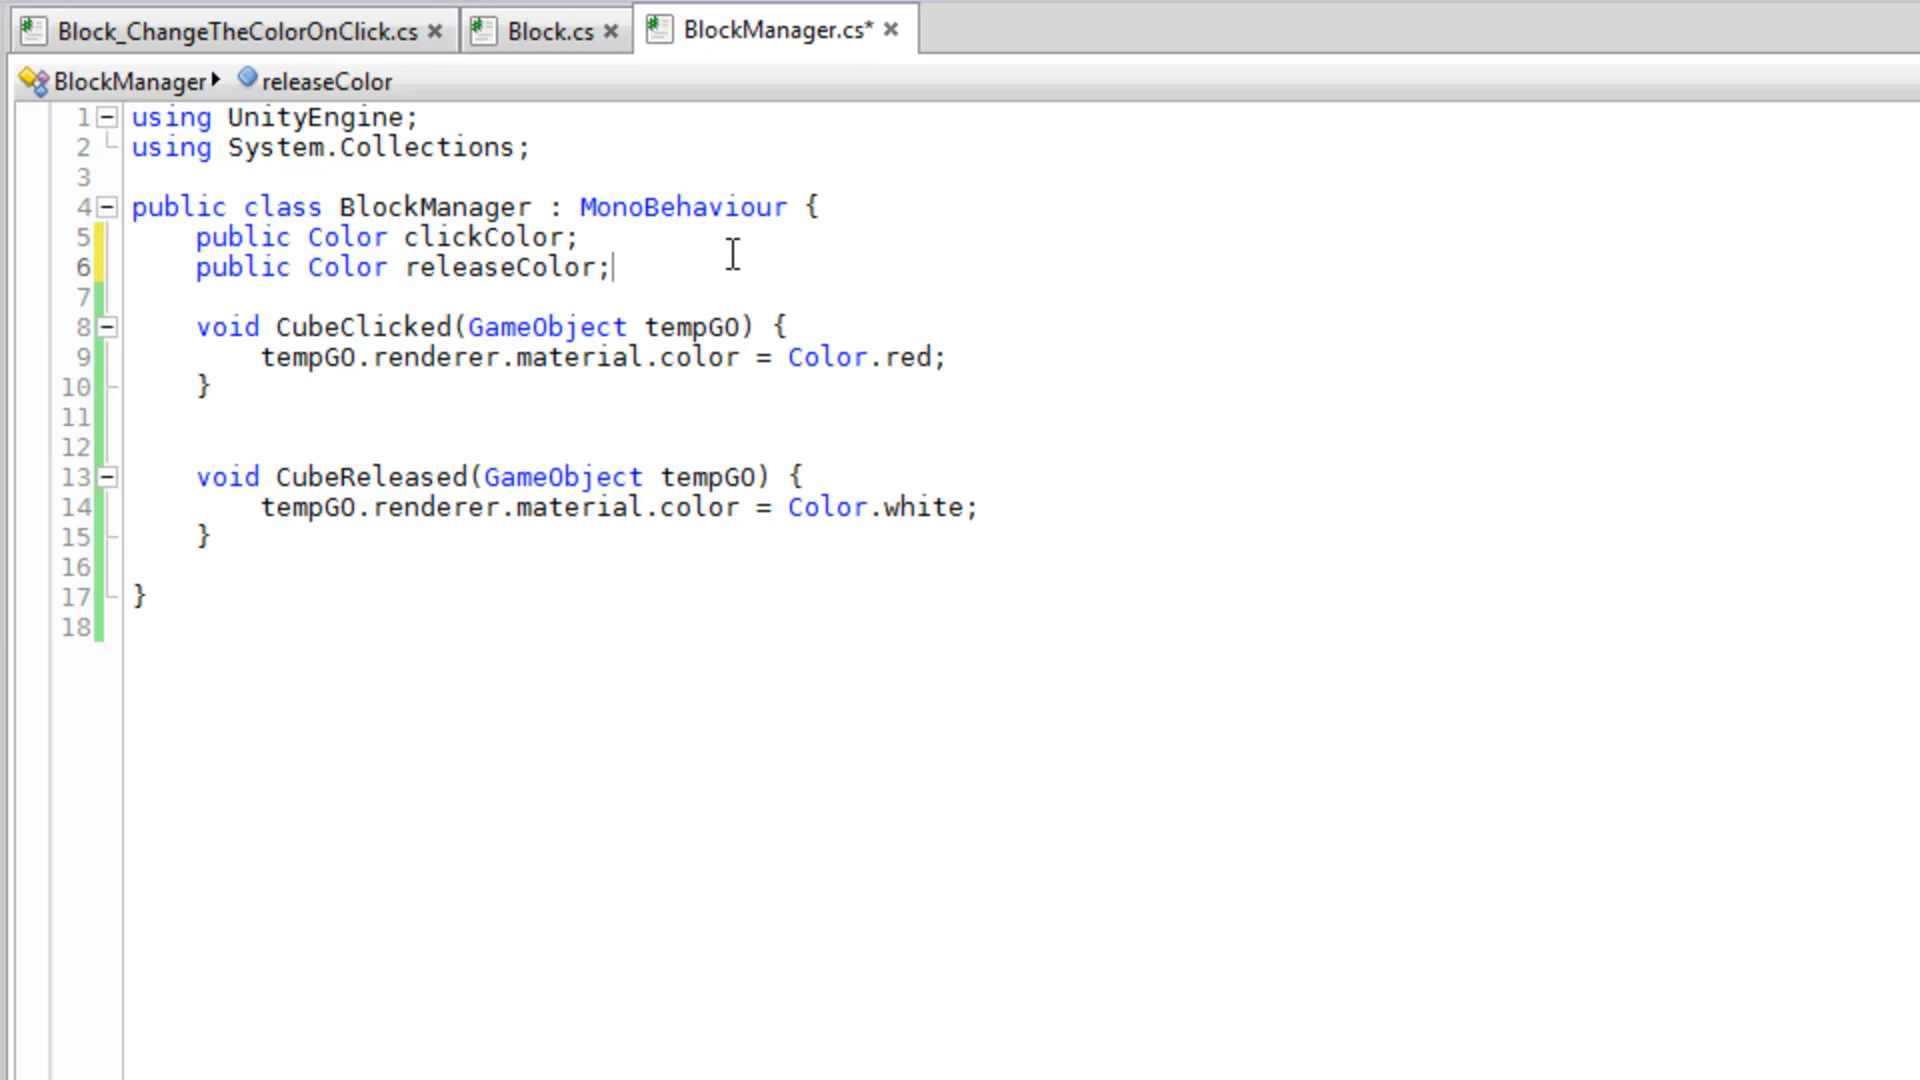 Block_ChangeTheColorOnClick.cs Block.cs BlockManager.cs*
BlockManager releaseColor
1 using UnityEngine;
2 using System.Collections;
3
4 public class BlockManager : MonoBehaviour {
5 public Color clickColor;
6 public Color releaseColor;
7
8 void CubeClicked(GameObject tempGO) {
9 tempGO.renderer.material.color = Color.red;
10 }
11
12
13 void CubeReleased(GameObject tempGO) {
14 tempGO.renderer.material.color = Color.white;
15 }
16
17 }
18